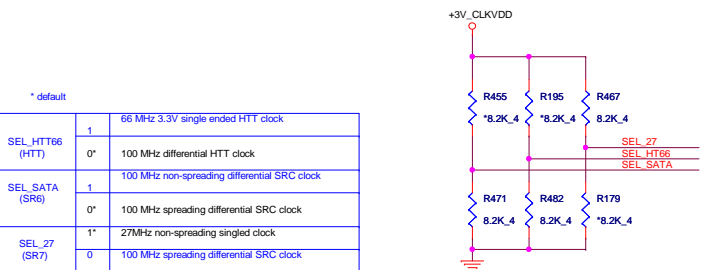 +3V_CLKVDD
* default
66 MHz 3.3V single ended HTT clock
1
SEL_HTT66
(HTT)
0*
100 MHz differential HTT clock
100 MHz non-spreading differential SRC clock
1
SEL_SATA
(SR6)
0*
100 MHz spreading differential SRC clock
1*
27MHz non-spreading singled clock
SEL_27
(SR7)
0
100 MHz spreading differential SRC clock
R455
*8.2K_4
R195
*8.2K_4
R467
8.2K_4
SEL_27
SEL_HT66
SEL_SATA
R471
8.2K_4
R482
8.2K_4
R179
*8.2K_4